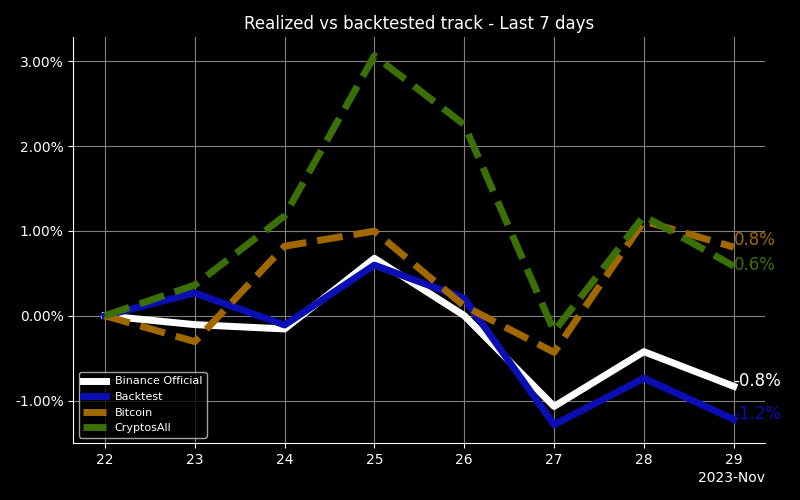 Realized vs backtested track - Last 7 days
3.00%
2.00%
1.00%
0.00%
-1.00%
0.8%
0.6%
-0.8%
-1.2%
Binance Official
Backtest
Bitcoin
CryptosAll
22 23 24 25 26 27 28 29
2023-Nov